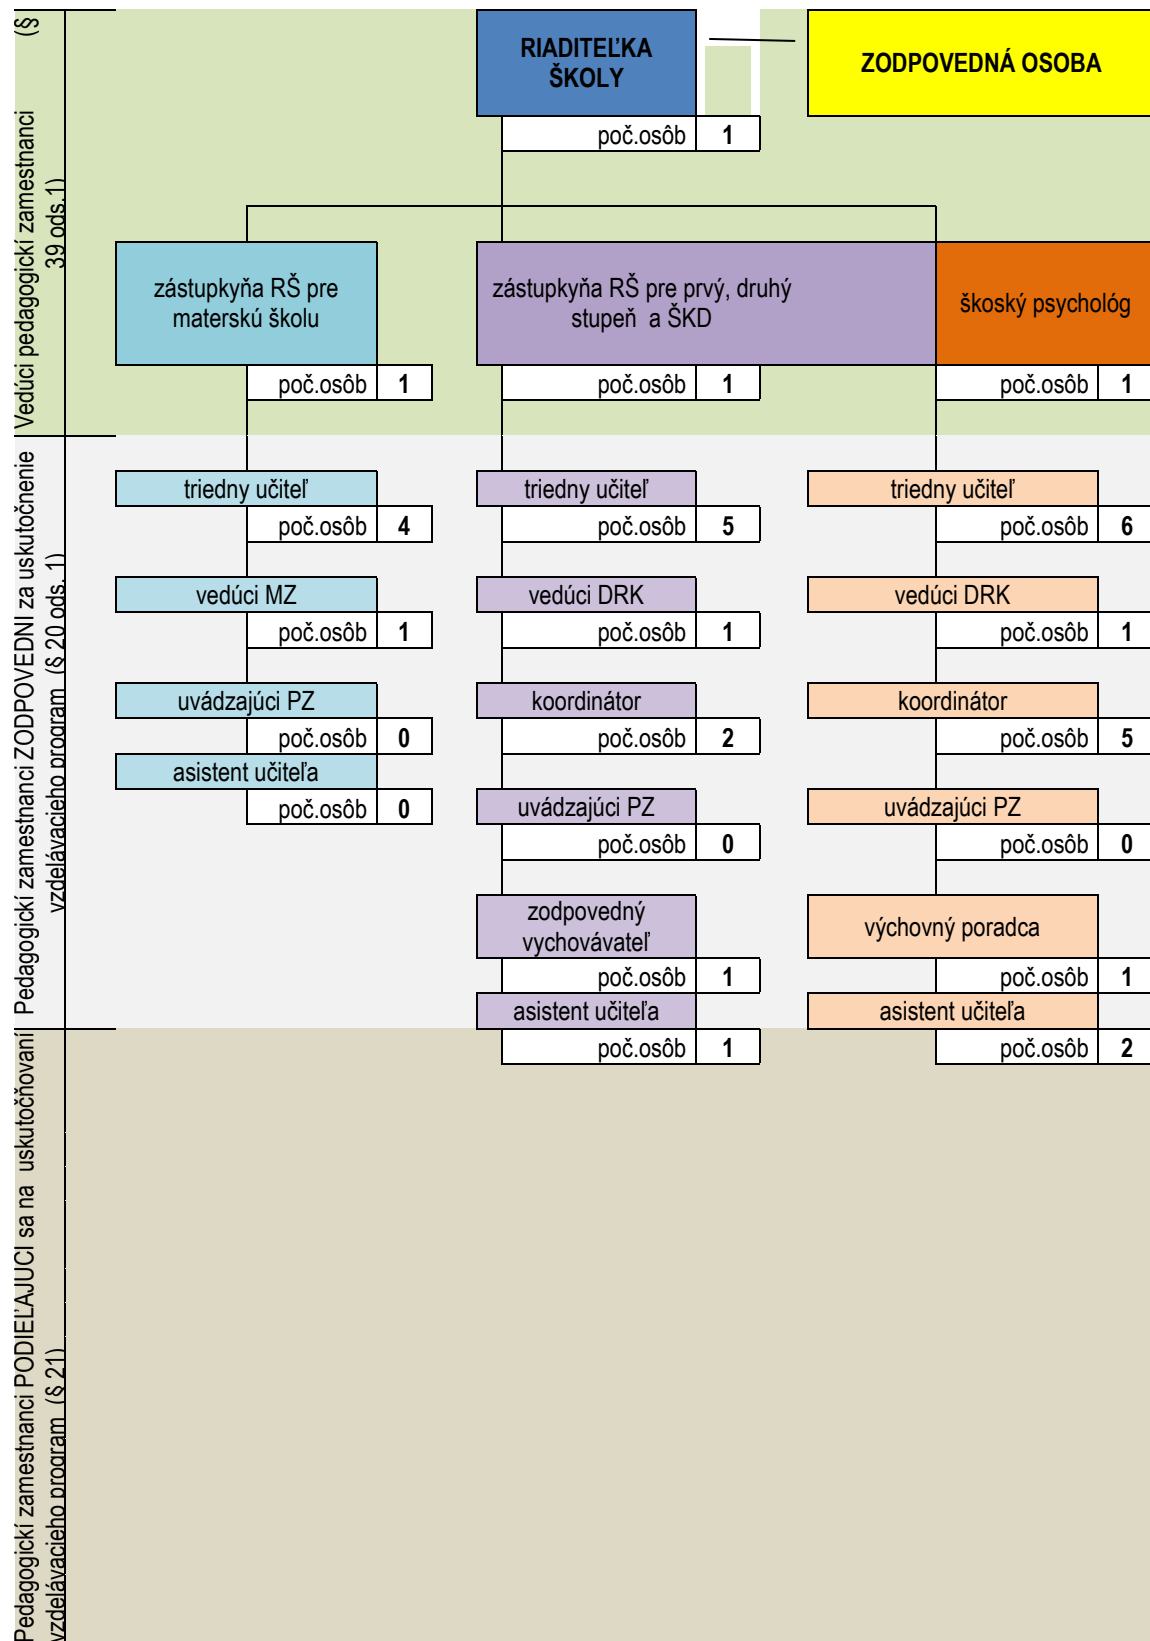 (§
Vedúci pedagogickí zamestnanci
39 ods.1)
RIADITEĽKA
ŠKOLY
ZODPOVEDNÁ OSOBA
poč.osôb 1
zástupkyňa RŠ pre
materskú školu
zástupkyňa RŠ pre prvý, druhý
stupeň a ŠKD
škoský psychológ
poč.osôb 1
poč.osôb 1
poč.osôb 1
Pedagogickí zamestnanci ZODPOVEDNI za uskutočnenie
vzdelávacieho program (§ 20 ods. 1)
triedny učiteľ
triedny učiteľ
triedny učiteľ
poč.osôb 4
poč.osôb 5
poč.osôb 6
vedúci MZ
vedúci DRK
vedúci DRK
poč.osôb 1
poč.osôb 1
poč.osôb 1
uvádzajúci PZ
koordinátor
koordinátor
poč.osôb 0
poč.osôb 2
poč.osôb 5
asistent učiteľa
poč.osôb 0
uvádzajúci PZ
uvádzajúci PZ
poč.osôb 0
poč.osôb 0
zodpovedný
vychovávateľ
výchovný poradca
poč.osôb 1
poč.osôb 1
asistent učiteľa
asistent učiteľa
poč.osôb 1
poč.osôb 2
Pedagogickí zamestnanci PODIEĽAJUCI sa na uskutočňovaní
vzdelávacieho program (§ 21)